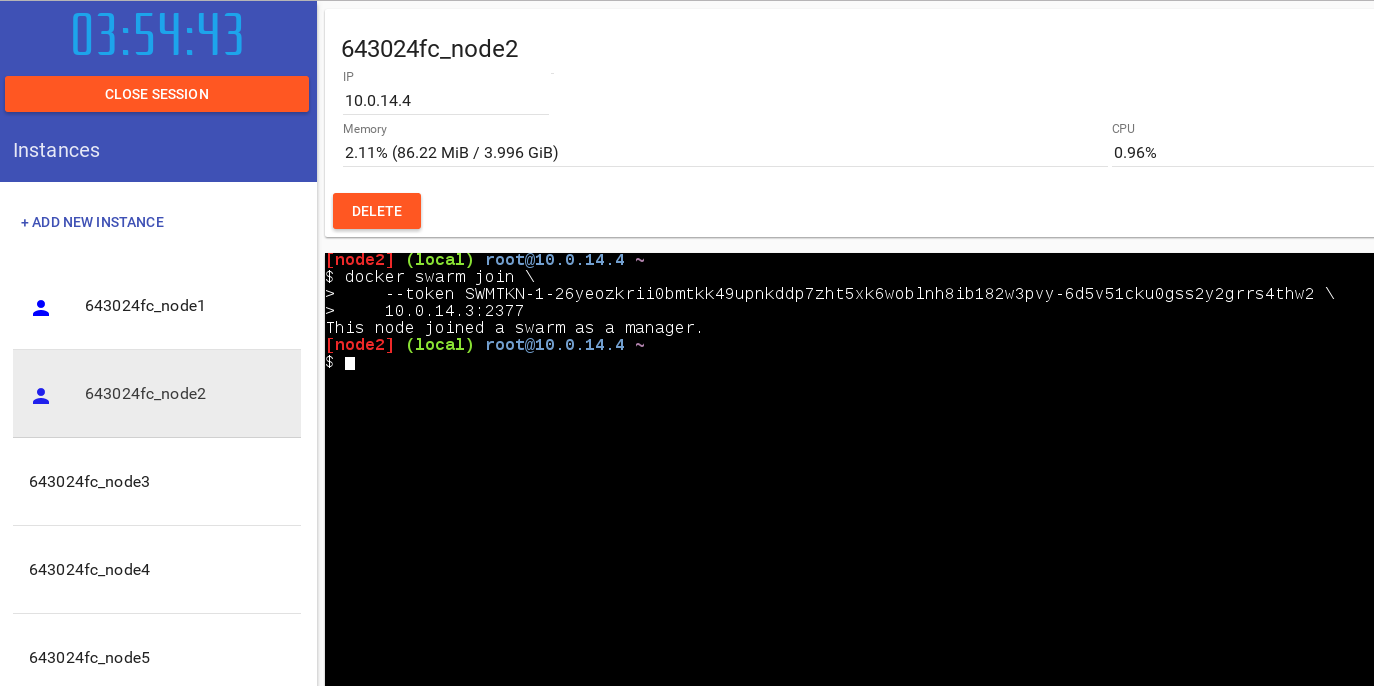 03:54:43
CLOSE SESSION
Instances
+ ADD NEW INSTANCE
643024fc_node1
643024fc_node2
643024fc_node3
643024fc_node4
643024fc_node5
643024fc_node2
IP
10.0.14.4
Memory
2.11% (86.22 MiB / 3.996 GiB)
CPU
0.96%
DELETE
[node2] (local) root@10.0.14.4 ~
$ docker swarm join \
>     --token SWMTKN-1-26yeozkrii0bmtkk49upnkddp7zht5xk6woblnh8ib182w3pvy-6d5v51cku0gss2y2grrs4thw2 \
>     10.0.14.3:2377
This node joined a swarm as a manager.
[node2] (local) root@10.0.14.4 ~
$